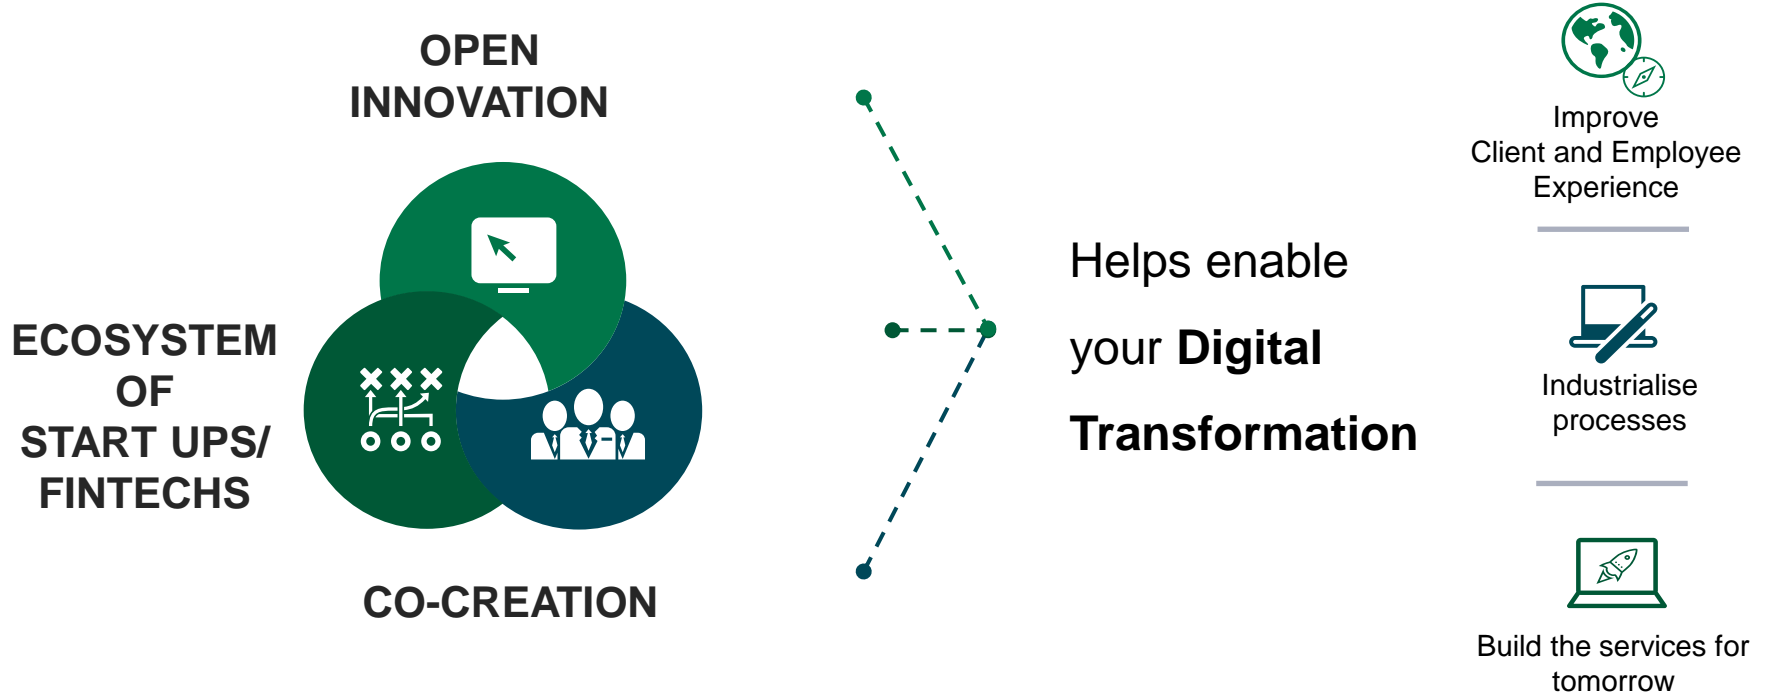 OPEN
INNOVATION
ECOSYSTEM
OF
START UPS/
FINTECHS
CO-CREATION
Helps enable
your Digital
Transformation
Improve
Client and Employee
Experience
Industrialise
processes
Build the services for
tomorrow